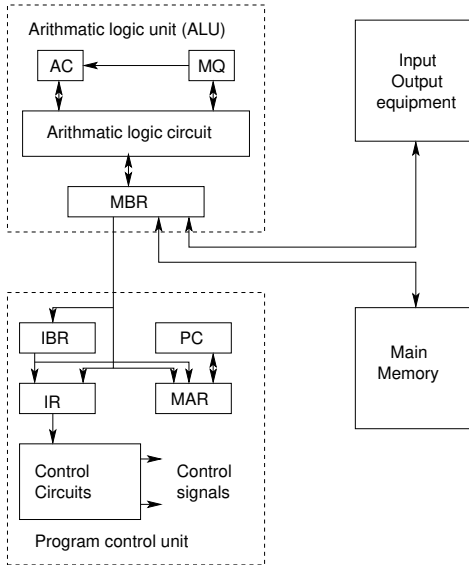 Arithmatic logic unit (ALU)
AC
MQ
Arithmatic logic circuit
MBR
Input
Output
equipment
IBR
PC
IR
MAR
Main
Memory
Control
Circuits
Control
signals
Program control unit